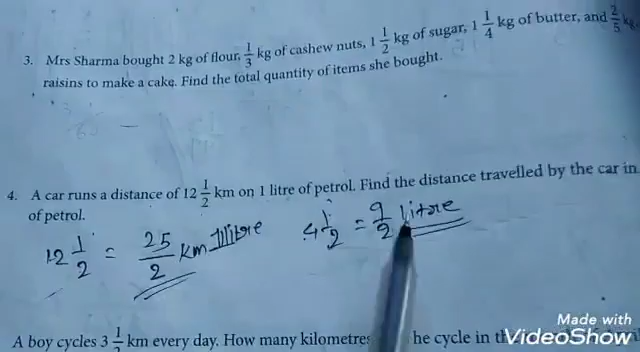 3. Mrs Sharma bought 2 kg of flour, 1/3 kg of cashew nuts, 1 1/2 kg of sugar, 1 1/4 kg of butter, and 2/5 kg
raisins to make a cake. Find the total quantity of items she bought.
4. A car runs a distance of 12 1/2 km on 1 litre of petrol. Find the distance travelled by the car in
of petrol.
12 1/2 = 25/2 km 1litre 4 1/2 = 9/2 litre
A boy cycles 3 1/2 km every day. How many kilometres he cycle in the
Made with
VideoShow